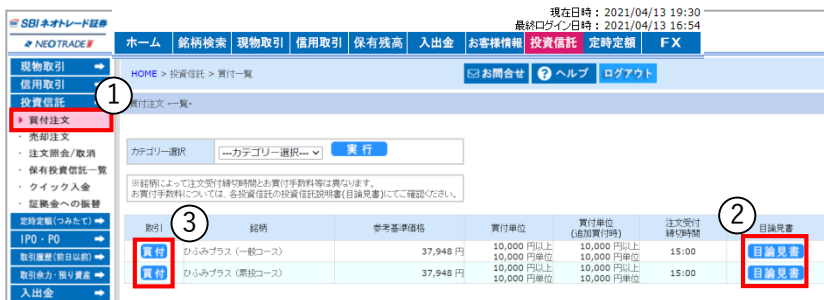 現在日時： 2021/04/13 19:30
最終ログイン日時： 2021/04/13 16:54
SBIネオトレード証券
NEOTRADE W
ホーム 銘柄検索 現物取引 信用取引 保有残高 入出金 お客様情報 投資信託 定時定額 FX
現物取引
信用取引
投資信託
①
買付注文
売却注文
注文照会/取消
保有投資信託一覧
クイック入金
証拠金への振替
定時定額(つみたて)
IPO・PO
取引履歴(前日以前)
取引余力・預り資産
入出金
HOME > 投資信託 > 買付一覧
お問合せ ? ヘルプ ログアウト
買付注文 -一覧-
カテゴリー選択 ---カテゴリー選択--- 実行
※銘柄によって注文受付締切時間とお買付手数料等は異なります。
お買付手数料については、各投資信託の投資信託説明書(目論見書)にてご確認ください。
③ ②
取引 銘柄 参考基準価格 買付単位 買付単位(追加買付時) 注文受付締切時間 目論見書
買付 ひふみプラス （一般コース） 37,948 円 10,000 円以上 10,000 円単位 10,000 円以上 10,000 円単位 15:00 目論見書
買付 ひふみプラス （累投コース） 37,948 円 10,000 円以上 10,000 円単位 10,000 円以上 10,000 円単位 15:00 目論見書